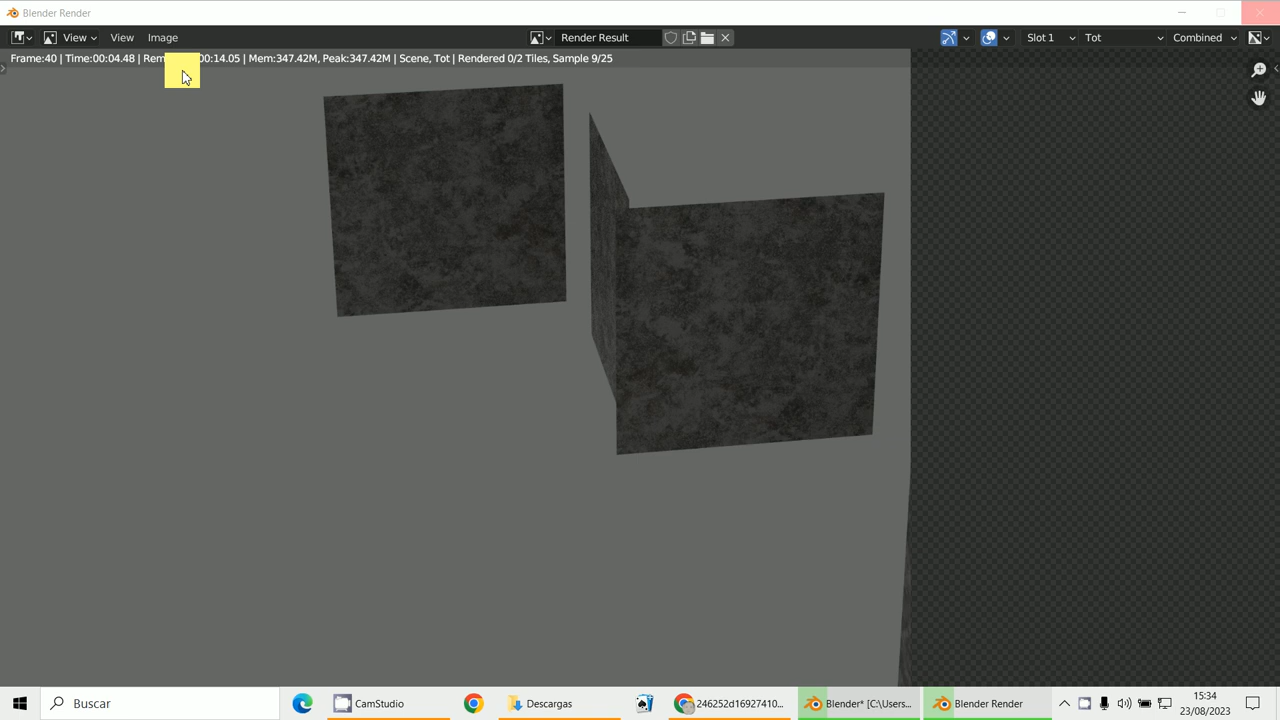 Blender Render
View View Image Render Result Slot 1 Tot Combined
Frame:40 | Time:00:04.48 | Rem 00:14.05 | Mem:347.42M, Peak:347.42M | Scene, Tot | Rendered 0/2 Tiles, Sample 9/25
Buscar CamStudio Descargas 246252d16927410... Blender* [C:\Users... Blender Render 15:34
23/08/2023